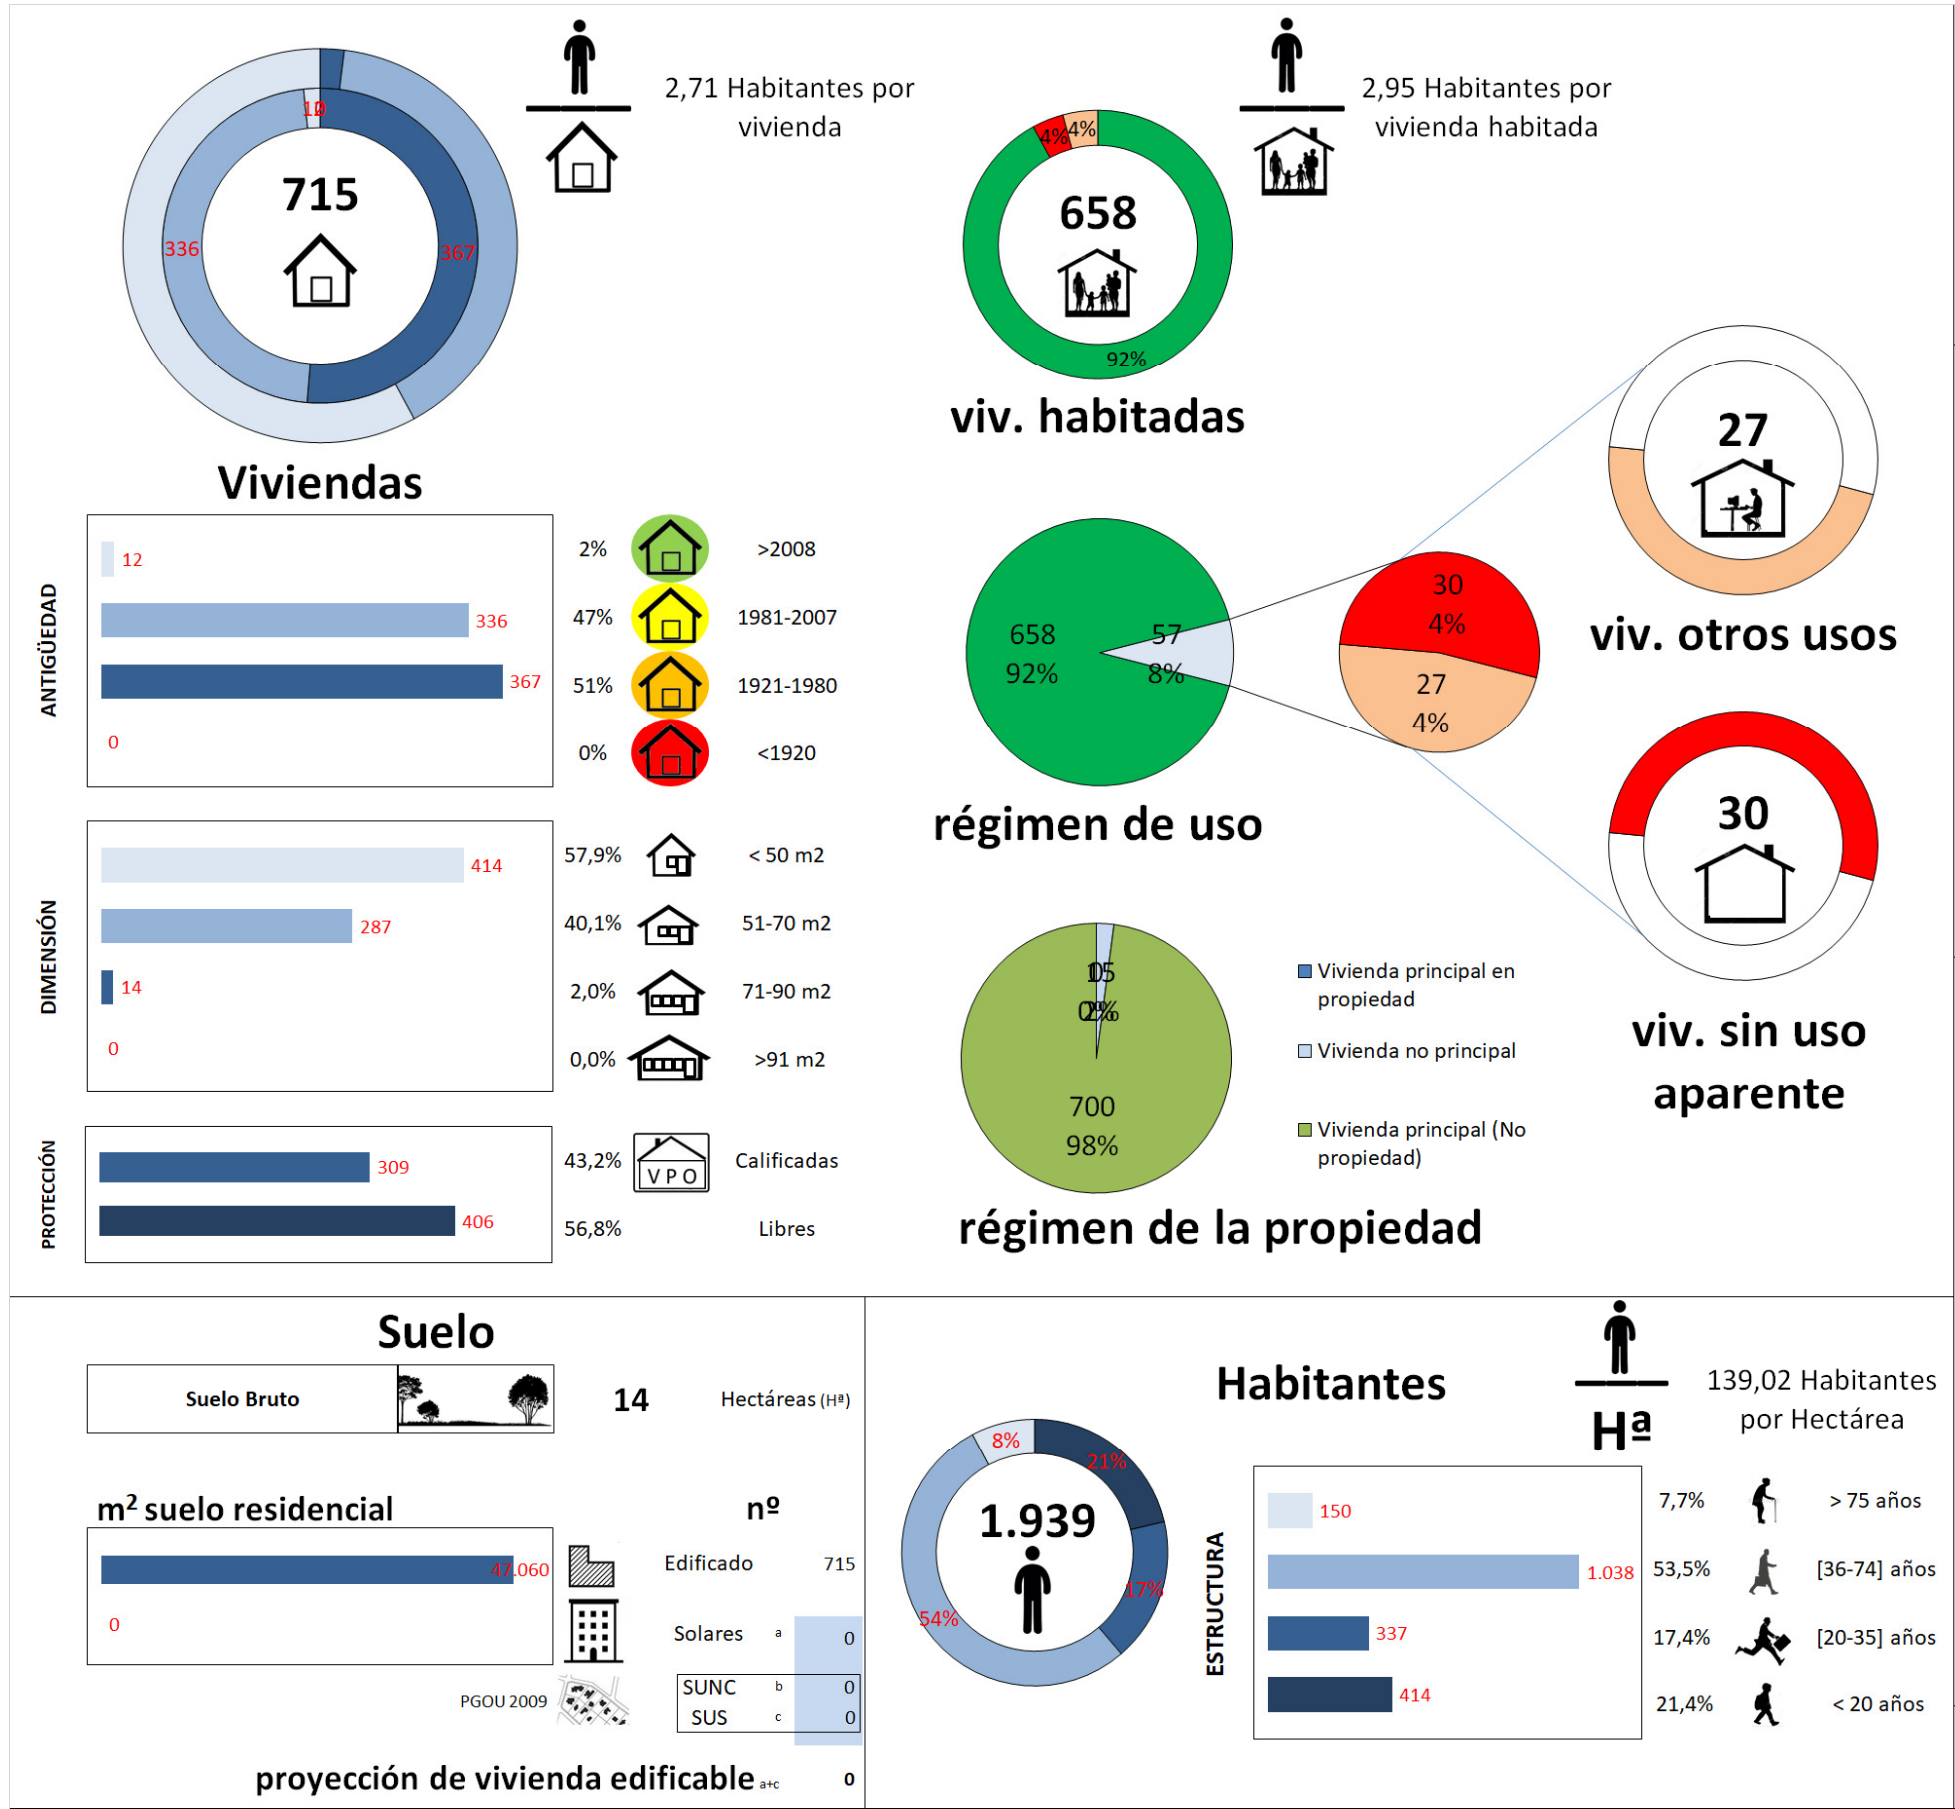 715
336
367
2,71 Habitantes por
vivienda
Viviendas
4%
4%
658
92%
viv. habitadas
2,95 Habitantes por
vivienda habitada
ANTIGÜEDAD
12
336
367
0
2% >2008
47% 1981-2007
51% 1921-1980
0% <1920
DIMENSIÓN
414
287
14
0
57,9% < 50 m2
40,1% 51-70 m2
2,0% 71-90 m2
0,0% >91 m2
PROTECCIÓN
309
406
43,2% VPO Calificadas
56,8% Libres
658
92%
57
8%
30
4%
27
4%
régimen de uso
27
viv. otros usos
30
viv. sin uso
aparente
15
0
0%
2%
700
98%
Vivienda principal en
propiedad
Vivienda no principal
Vivienda principal (No
propiedad)
régimen de la propiedad
Suelo
Suelo Bruto
14 Hectáreas (Hª)
m2 suelo residencial nº
47.060
0
Edificado 715
Solares a 0
PGOU 2009
SUNC b 0
SUS c 0
proyección de vivienda edificable a+c 0
Habitantes
Hª
139,02 Habitantes
por Hectárea
8%
21%
17%
54%
1.939
ESTRUCTURA
150
1.038
337
414
7,7% > 75 años
53,5% [36-74] años
17,4% [20-35] años
21,4% < 20 años